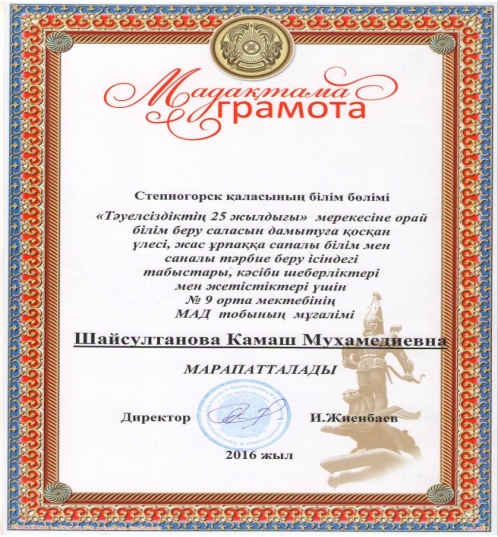 Мадақтама
грамота
Степногорск қаласының білім бөлімі
«Тәуелсіздіктің 25 жылдығы» мерекесіне орай
білім беру саласын дамытуға қосқан
үлесі, жас ұрпаққа сапалы білім мен
саналы тәрбие беру ісіндегі
табыстары, кәсіби шеберліктері
мен жетістіктері үшін
№ 9 орта мектебінің
МАД тобының мұғалімі
Шайсултанова Камаш Мухамедиевна
МАРАПАТТАЛАДЫ
Директор И.Жиенбаев
2016 жыл